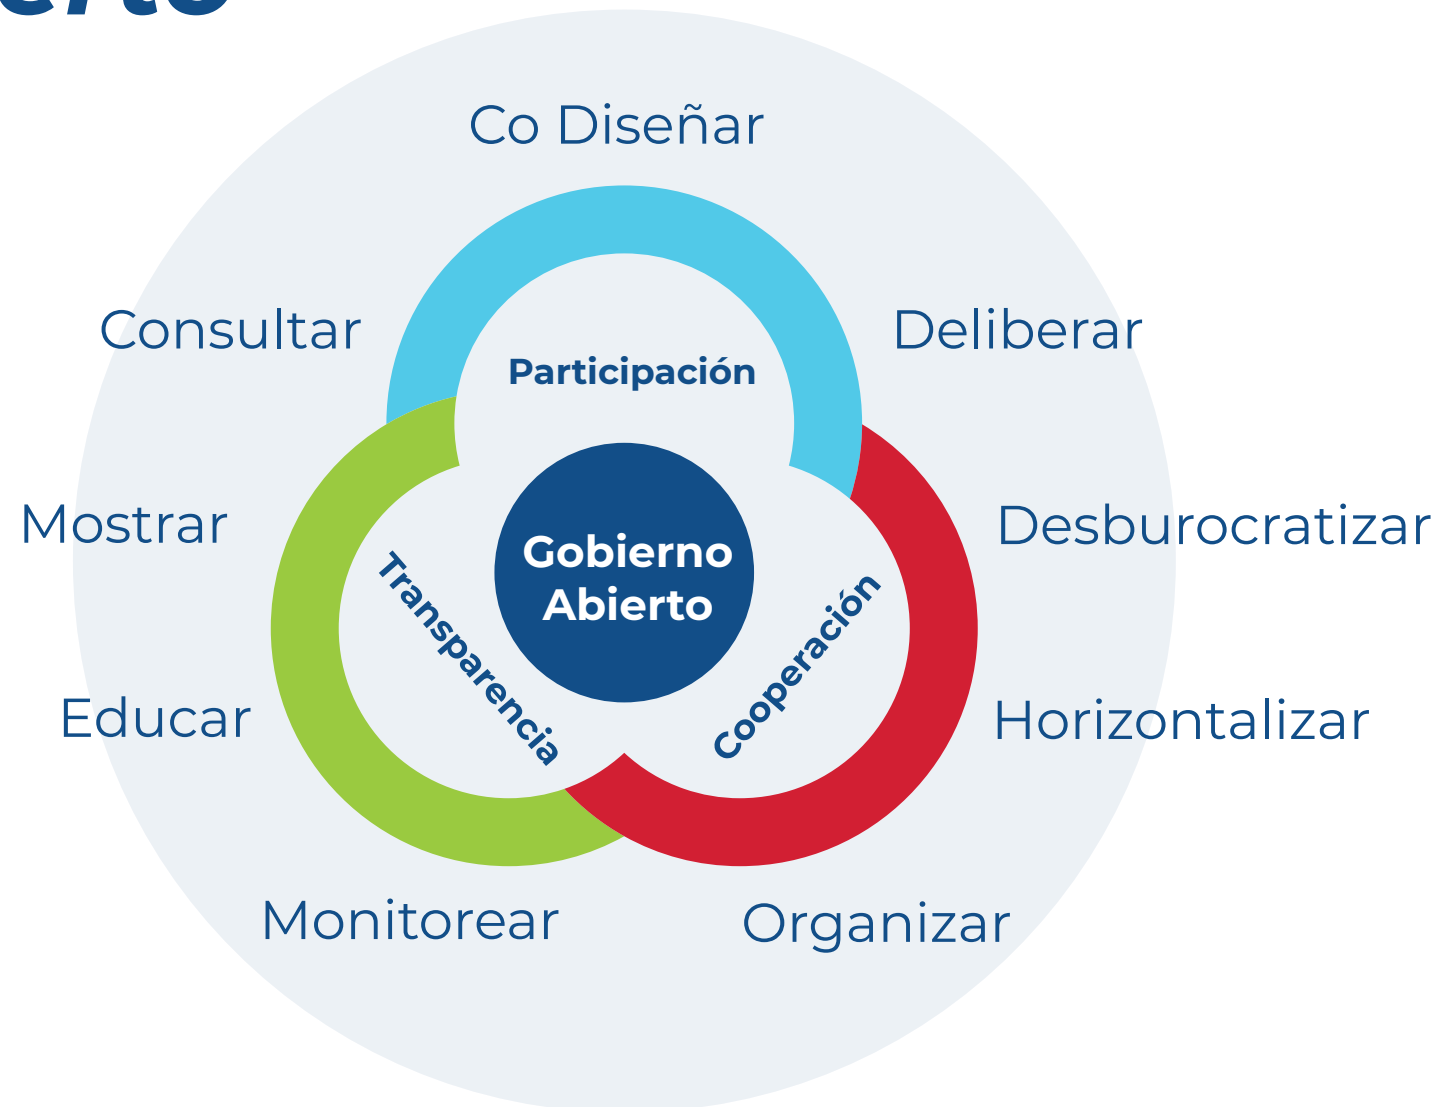 Co Diseñar
Consultar
Deliberar
Participación
Mostrar
Desburocratizar
Gobierno
Abierto
Transparencia
Cooperación
Educar
Horizontalizar
Monitorear
Organizar